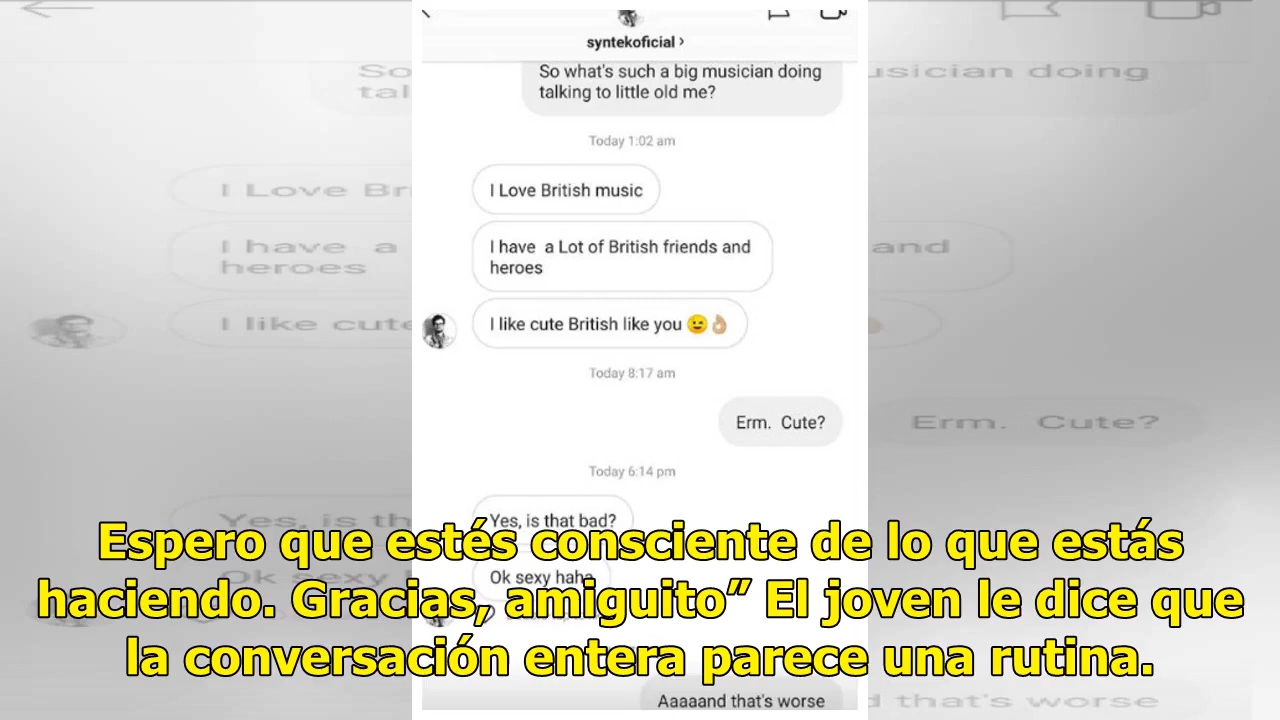 syntekoficial ›
So what's such a big musician doing
talking to little old me?
Today 1:02 am
I Love British music
I have a Lot of British friends and
heroes
I like cute British like you 😉👌🏼
Today 8:17 am
Erm. Cute?
Today 6:14 pm
Yes, is that bad?
Ok sexy haha
Espero que estés consciente de lo que estás
haciendo. Gracias, amiguito” El joven le dice que
la conversación entera parece una rutina.
Aaaaand that's worse